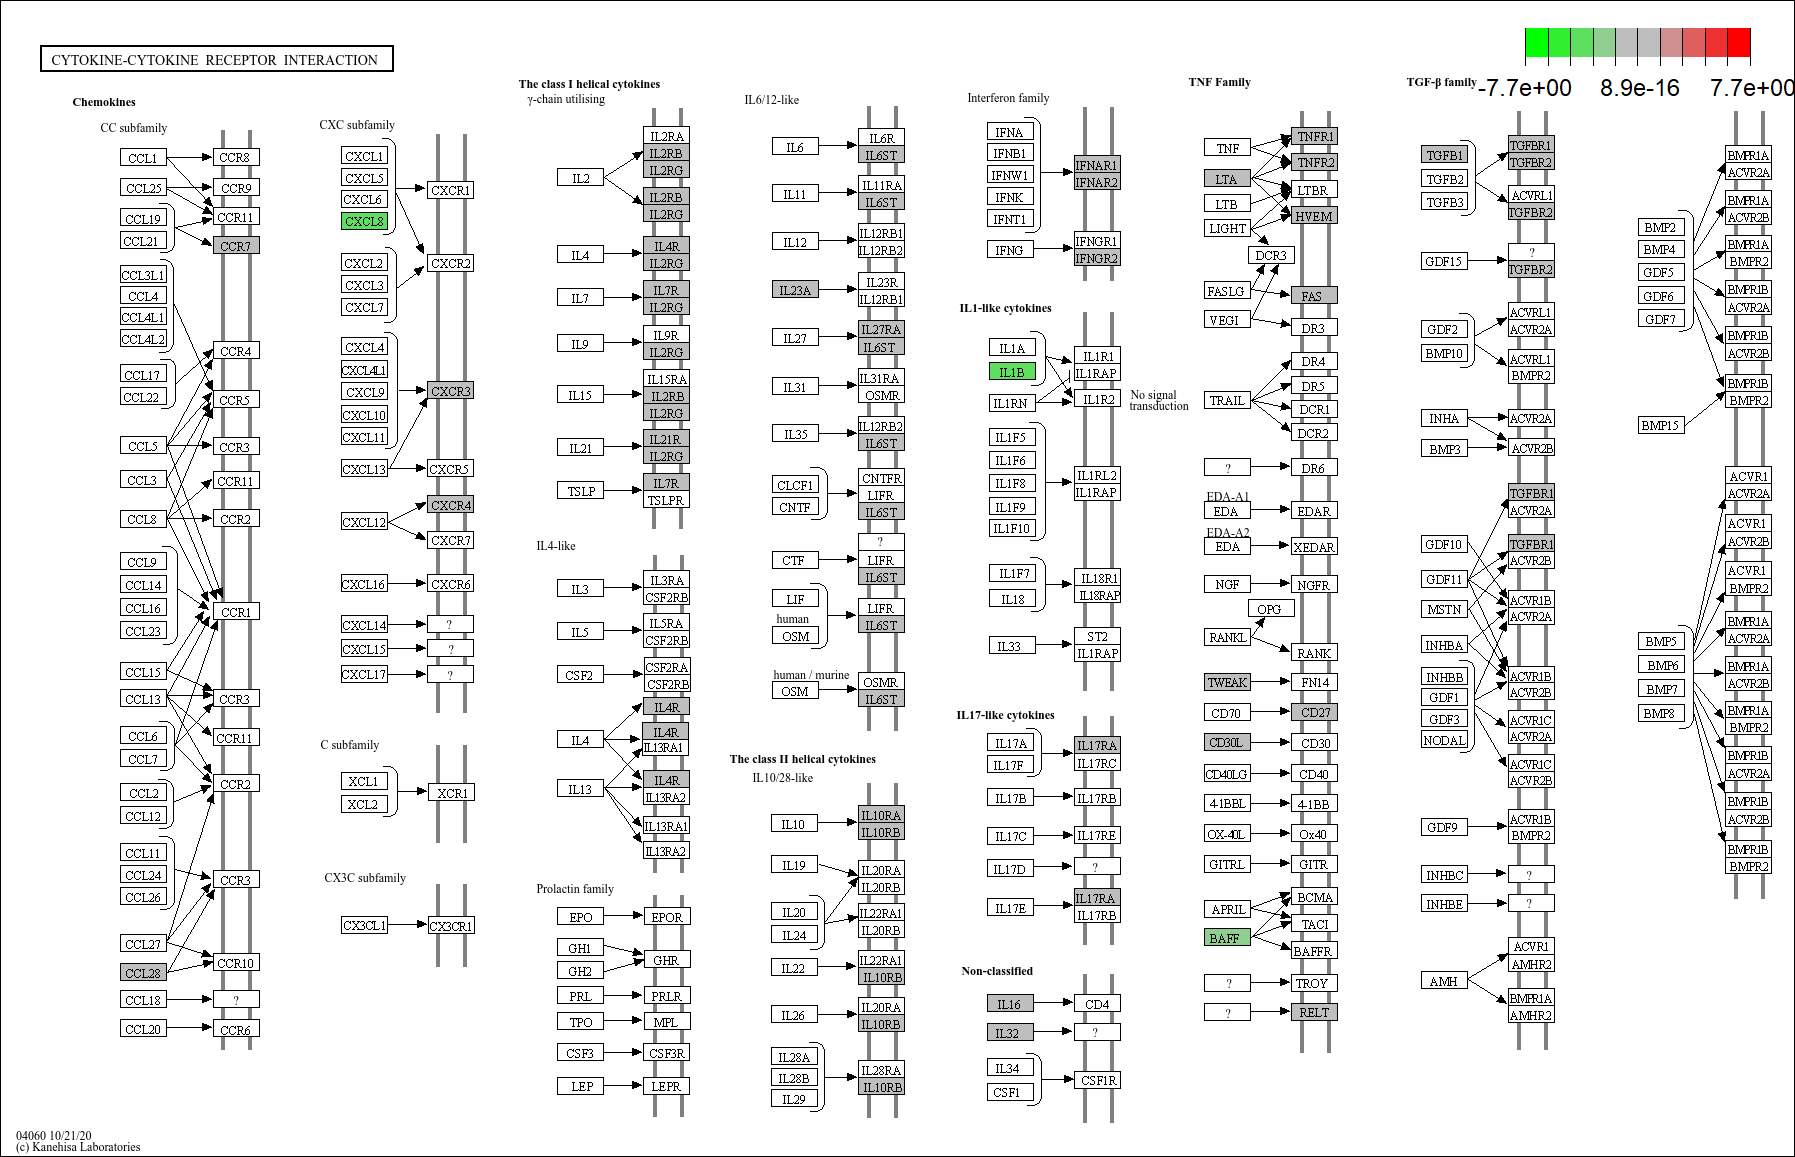 CYTOKINE-CYTOKINE RECEPTOR INTERACTION
-7.7e+00 8.9e-16 7.7e+00
Chemokines
CC subfamily
CCL1
CCR8
CCL25
CCR9
CCL19
CCR11
CCL21
CCR7
CCL3L1
CCL4
CCL4L1
CCL4L2
CCR4
CCL17
CCL22
CCR5
CCL5
CCR3
CCL3
CCR11
CCL8
CCR2
CCL9
CCL14
CCL16
CCR1
CCL23
CCL15
CCL13
CCR3
CCL6
CCR11
CCL7
CCR2
CCL2
CCL12
CCL11
CCL24
CCR3
CCL26
CCL27
CCR10
CCL28
CCL18
?
CCL20
CCR6
CXC subfamily
CXCL1
CXCL5
CXCR1
CXCL6
CXCL8
CXCL2
CXCR2
CXCL3
CXCL7
CXCL4
CXCL4L1
CXCL9
CXCR3
CXCL10
CXCL11
CXCL13
CXCR5
CXCR4
CXCL12
CXCR7
CXCL16
CXCR6
CXCL14
?
CXCL15
?
CXCL17
?
C subfamily
XCL1
XCR1
XCL2
CX3C subfamily
CX3CL1
CX3CR1
The class I helical cytokines
γ-chain utilising
IL2
IL2RA
IL2RB
IL2RG
IL2RB
IL2RG
IL4
IL4R
IL2RG
IL7
IL7R
IL2RG
IL9
IL9R
IL2RG
IL15
IL15RA
IL2RB
IL2RG
IL21
IL21R
IL2RG
TSLP
IL7R
TSLPR
IL4-like
IL3
IL3RA
CSF2RB
IL5
IL5RA
CSF2RB
CSF2
CSF2RA
CSF2RB
IL4R
IL4
IL4R
IL13RA1
IL13
IL4R
IL13RA2
IL13RA1
IL13RA2
Prolactin family
EPO
EPOR
GH1
GHR
GH2
PRL
PRLR
TPO
MPL
CSF3
CSF3R
LEP
LEPR
IL6/12-like
IL6
IL6R
IL6ST
IL11
IL11RA
IL6ST
IL12
IL12RB1
IL12RB2
IL23A
IL23R
IL12RB1
IL27
IL27RA
IL6ST
IL31
IL31RA
OSMR
IL35
IL12RB2
IL6ST
CLCF1
CNTF
CNTFR
LIFR
IL6ST
CTF
?
LIFR
IL6ST
LIF
human
OSM
LIFR
IL6ST
human / murine
OSM
OSMR
IL6ST
The class II helical cytokines
IL10/28-like
IL10
IL10RA
IL10RB
IL19
IL20RA
IL20RB
IL20
IL24
IL22RA1
IL20RB
IL22
IL22RA1
IL10RB
IL26
IL20RA
IL10RB
IL28A
IL28B
IL29
IL28RA
IL10RB
Interferon family
IFNA
IFNB1
IFNW1
IFNK
IFNT1
IFNAR1
IFNAR2
IFNG
IFNGR1
IFNGR2
IL1-like cytokines
IL1A
IL1B
IL1R1
IL1RAP
IL1RN
IL1R2
No signal
transduction
IL1F5
IL1F6
IL1F8
IL1F9
IL1F10
IL1RL2
IL1RAP
IL1F7
IL18
IL18R1
IL18RAP
IL33
ST2
IL1RAP
IL17-like cytokines
IL17A
IL17F
IL17RA
IL17RC
IL17B
IL17RB
IL17C
IL17RE
IL17D
?
IL17E
IL17RA
IL17RB
Non-classified
IL16
CD4
IL32
?
IL34
CSF1
CSF1R
TNF Family
TNF
TNFR1
TNFR2
LTA
LTBR
LTB
HVEM
LIGHT
DCR3
FASLG
FAS
VEGI
DR3
DR4
DR5
TRAIL
DCR1
DCR2
?
DR6
EDA-A1
EDA
EDAR
EDA-A2
EDA
XEDAR
NGF
NGFR
OPG
RANKL
RANK
TWEAK
FN14
CD70
CD27
CD30L
CD30
CD40LG
CD40
4-1BBL
4-1BB
OX-40L
Ox40
GITRL
GITR
BCMA
APRIL
TACI
BAFF
BAFFR
?
TROY
?
RELT
TGF-β family
TGFB1
TGFB2
TGFB3
TGFBR1
TGFBR2
ACVRL1
TGFBR2
GDF15
?
TGFBR2
GDF2
BMP10
ACVRL1
ACVR2A
ACVRL1
BMPR2
INHA
ACVR2A
BMP3
ACVR2B
TGFBR1
ACVR2A
GDF10
TGFBR1
ACVR2B
GDF11
MSTN
ACVR1B
ACVR2A
INHBA
INHBB
GDF1
GDF3
NODAL
ACVR1B
ACVR2B
ACVR1C
ACVR2A
ACVR1C
ACVR2B
GDF9
ACVR1B
BMPR2
INHBC
?
INHBE
?
AMH
ACVR1
AMHR2
BMPR1A
AMHR2
BMP2
BMP4
GDF5
GDF6
GDF7
BMPR1A
ACVR2A
BMPR1A
ACVR2B
BMPR1A
BMPR2
BMPR1B
ACVR2A
BMPR1B
ACVR2B
BMPR1B
BMPR2
BMP15
BMP5
BMP6
BMP7
BMP8
ACVR1
ACVR2A
ACVR1
ACVR2B
ACVR1
BMPR2
BMPR1A
ACVR2A
BMPR1A
ACVR2B
BMPR1A
BMPR2
BMPR1B
ACVR2A
BMPR1B
ACVR2B
BMPR1B
BMPR2
04060 10/21/20
(c) Kanehisa Laboratories